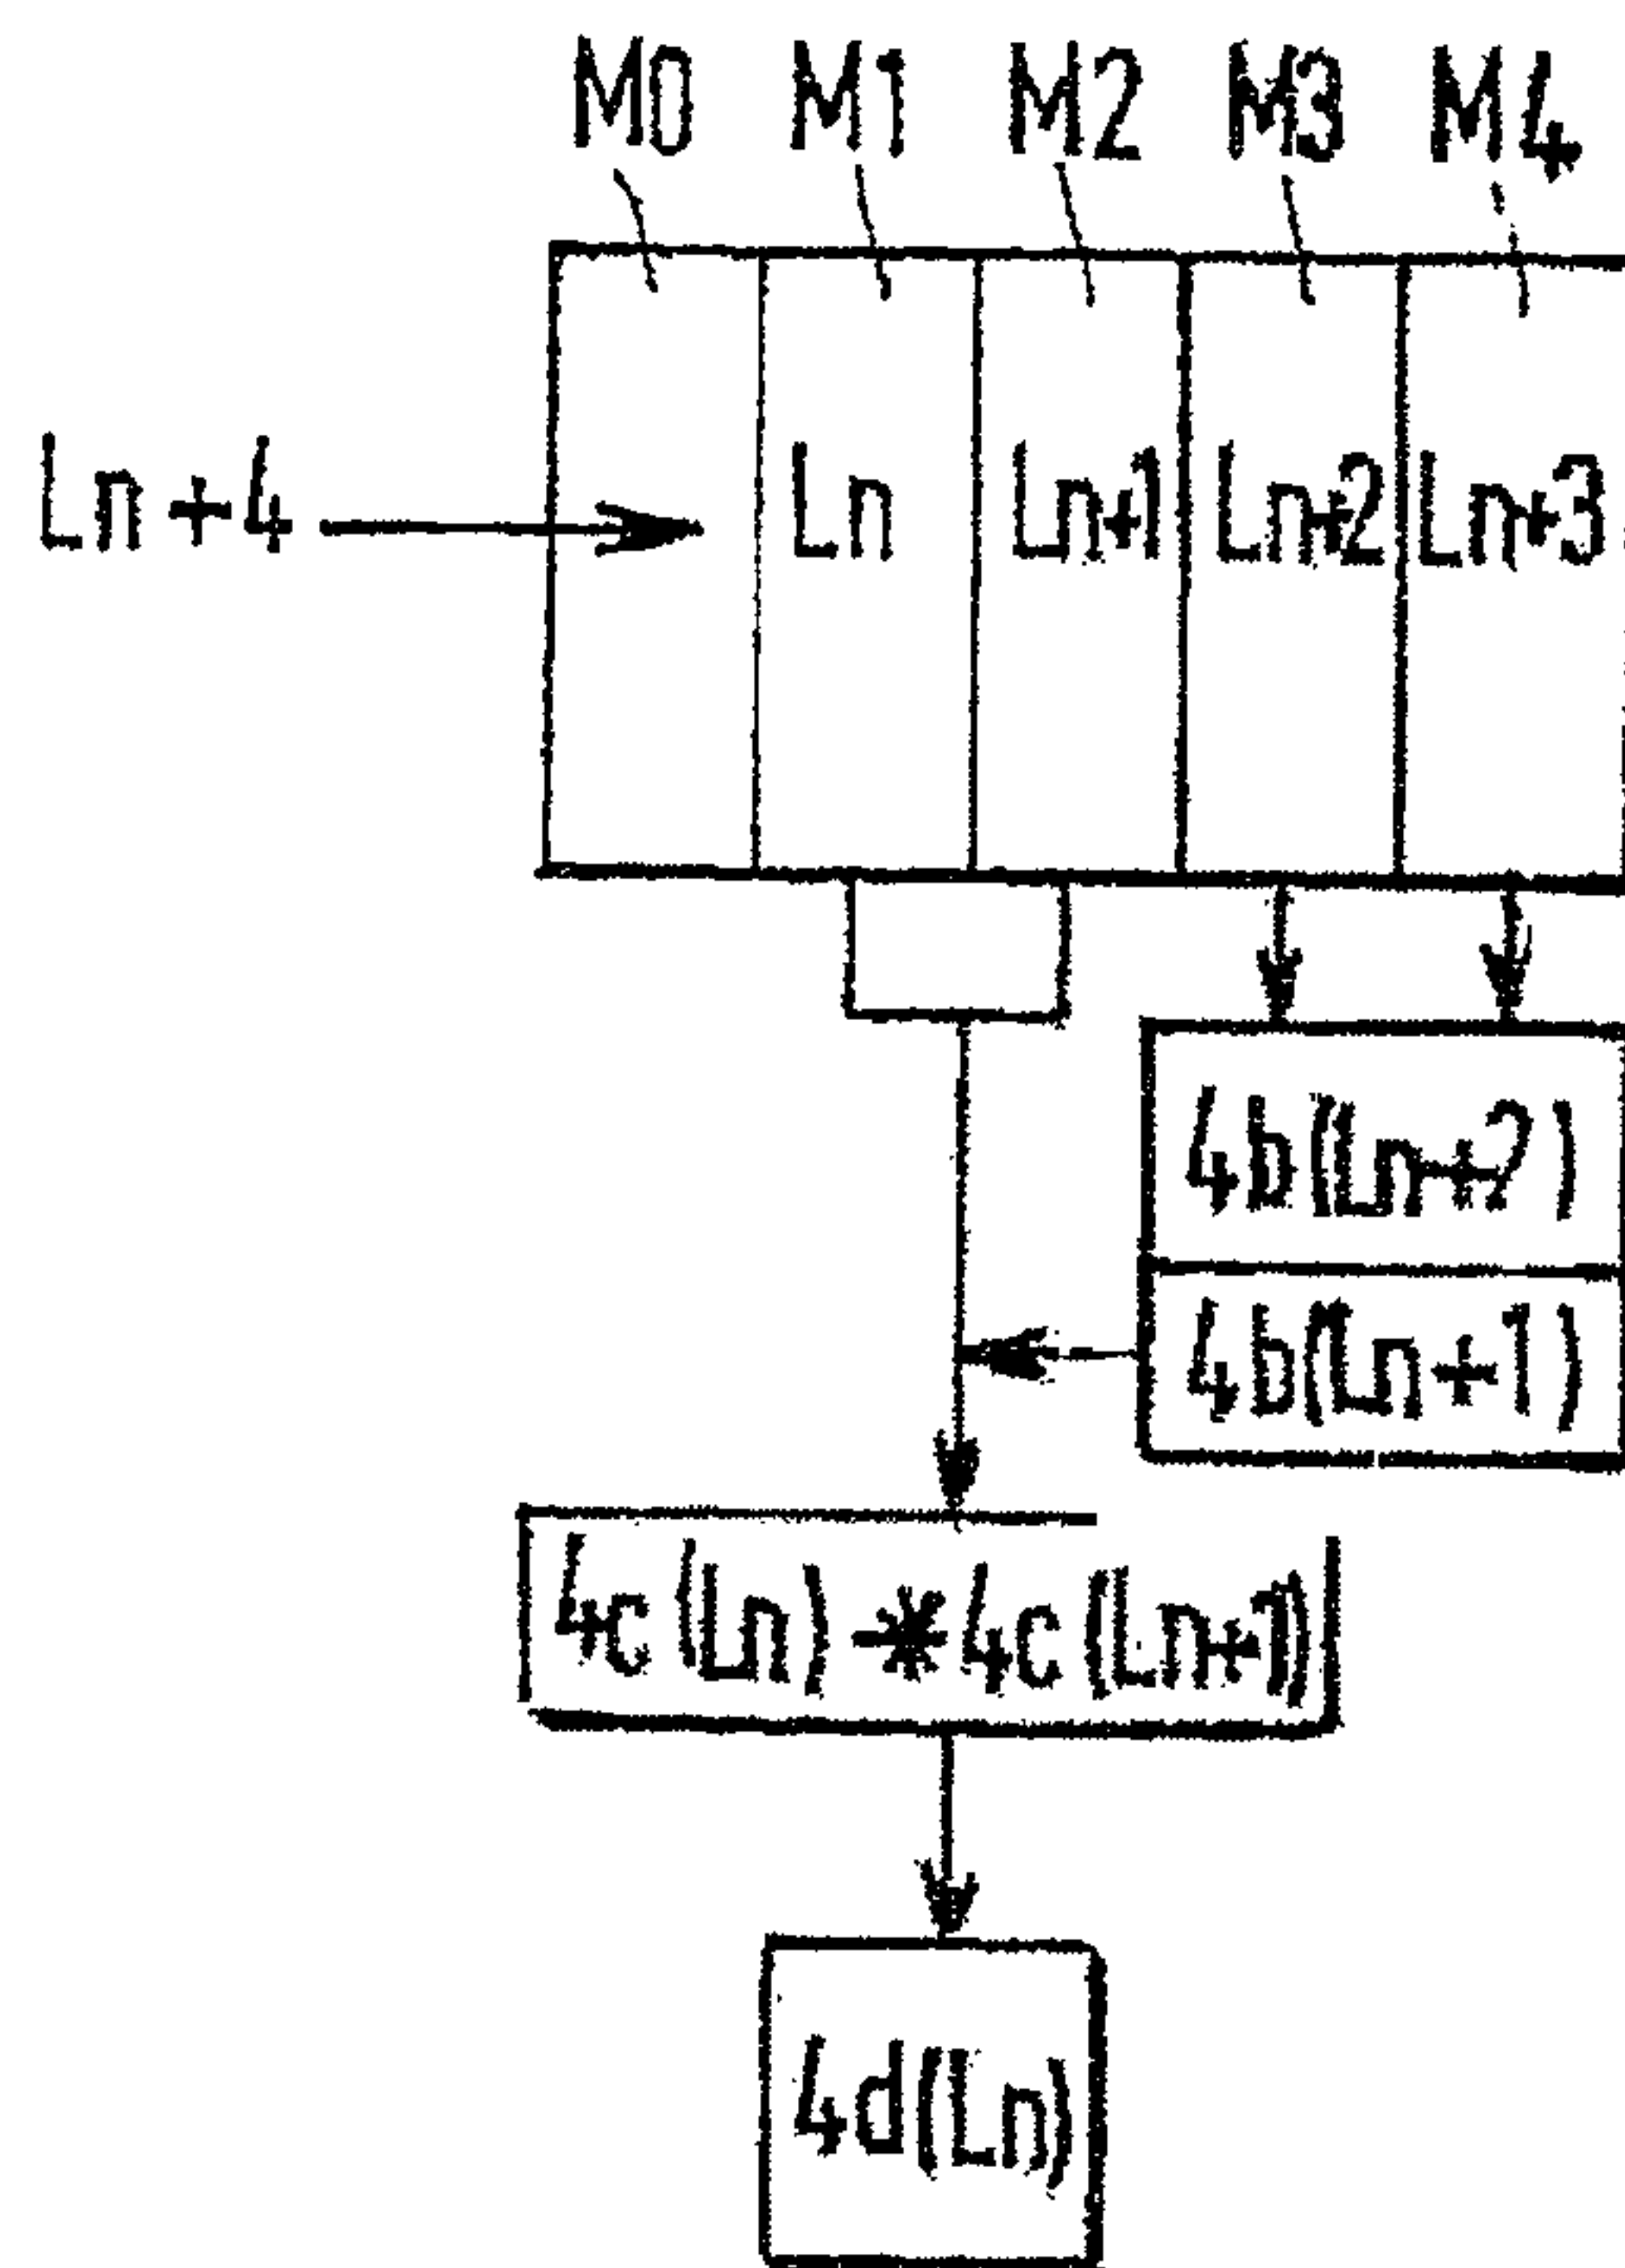 M0 M1 M2 M3 M4
Ln+4 Ln Ln+1 Ln+2 Ln+3
4b(Ln+2)
4b(Ln+1)
4c(Ln)*4c(Ln+1)
4d(Ln)